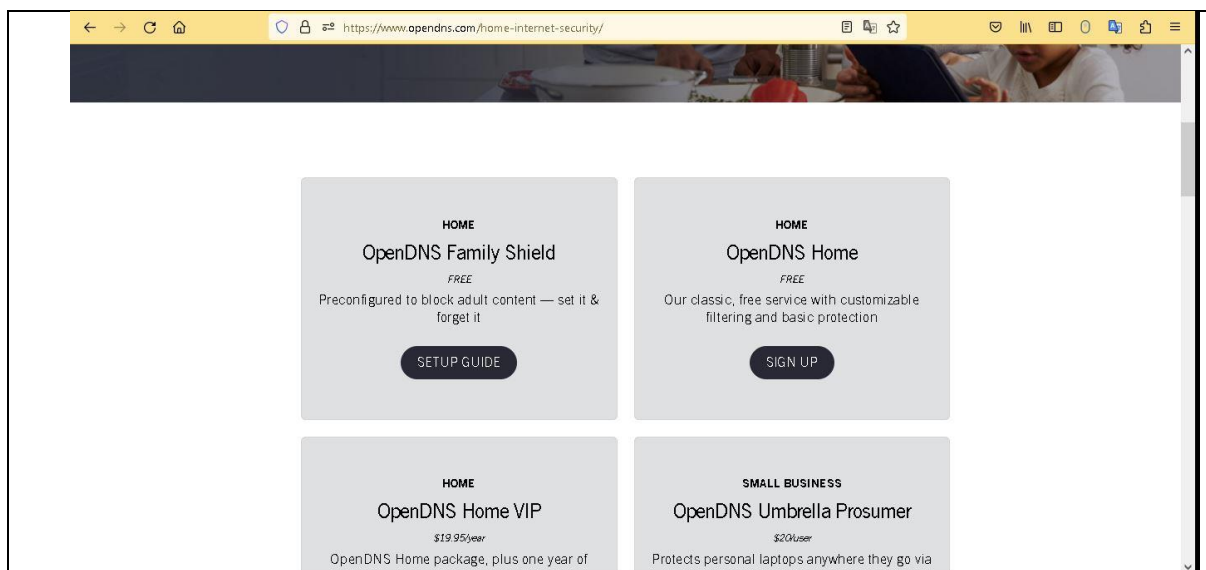 https://www.opendns.com/home-internet-security/
HOME
OpenDNS Family Shield
FREE
Preconfigured to block adult content — set it &
forget it
SETUP GUIDE
HOME
OpenDNS Home
FREE
Our classic, free service with customizable
filtering and basic protection
SIGN UP
HOME
OpenDNS Home VIP
$19.95/year
OpenDNS Home package, plus one year of
SMALL BUSINESS
OpenDNS Umbrella Prosumer
$20/user
Protects personal laptops anywhere they go via